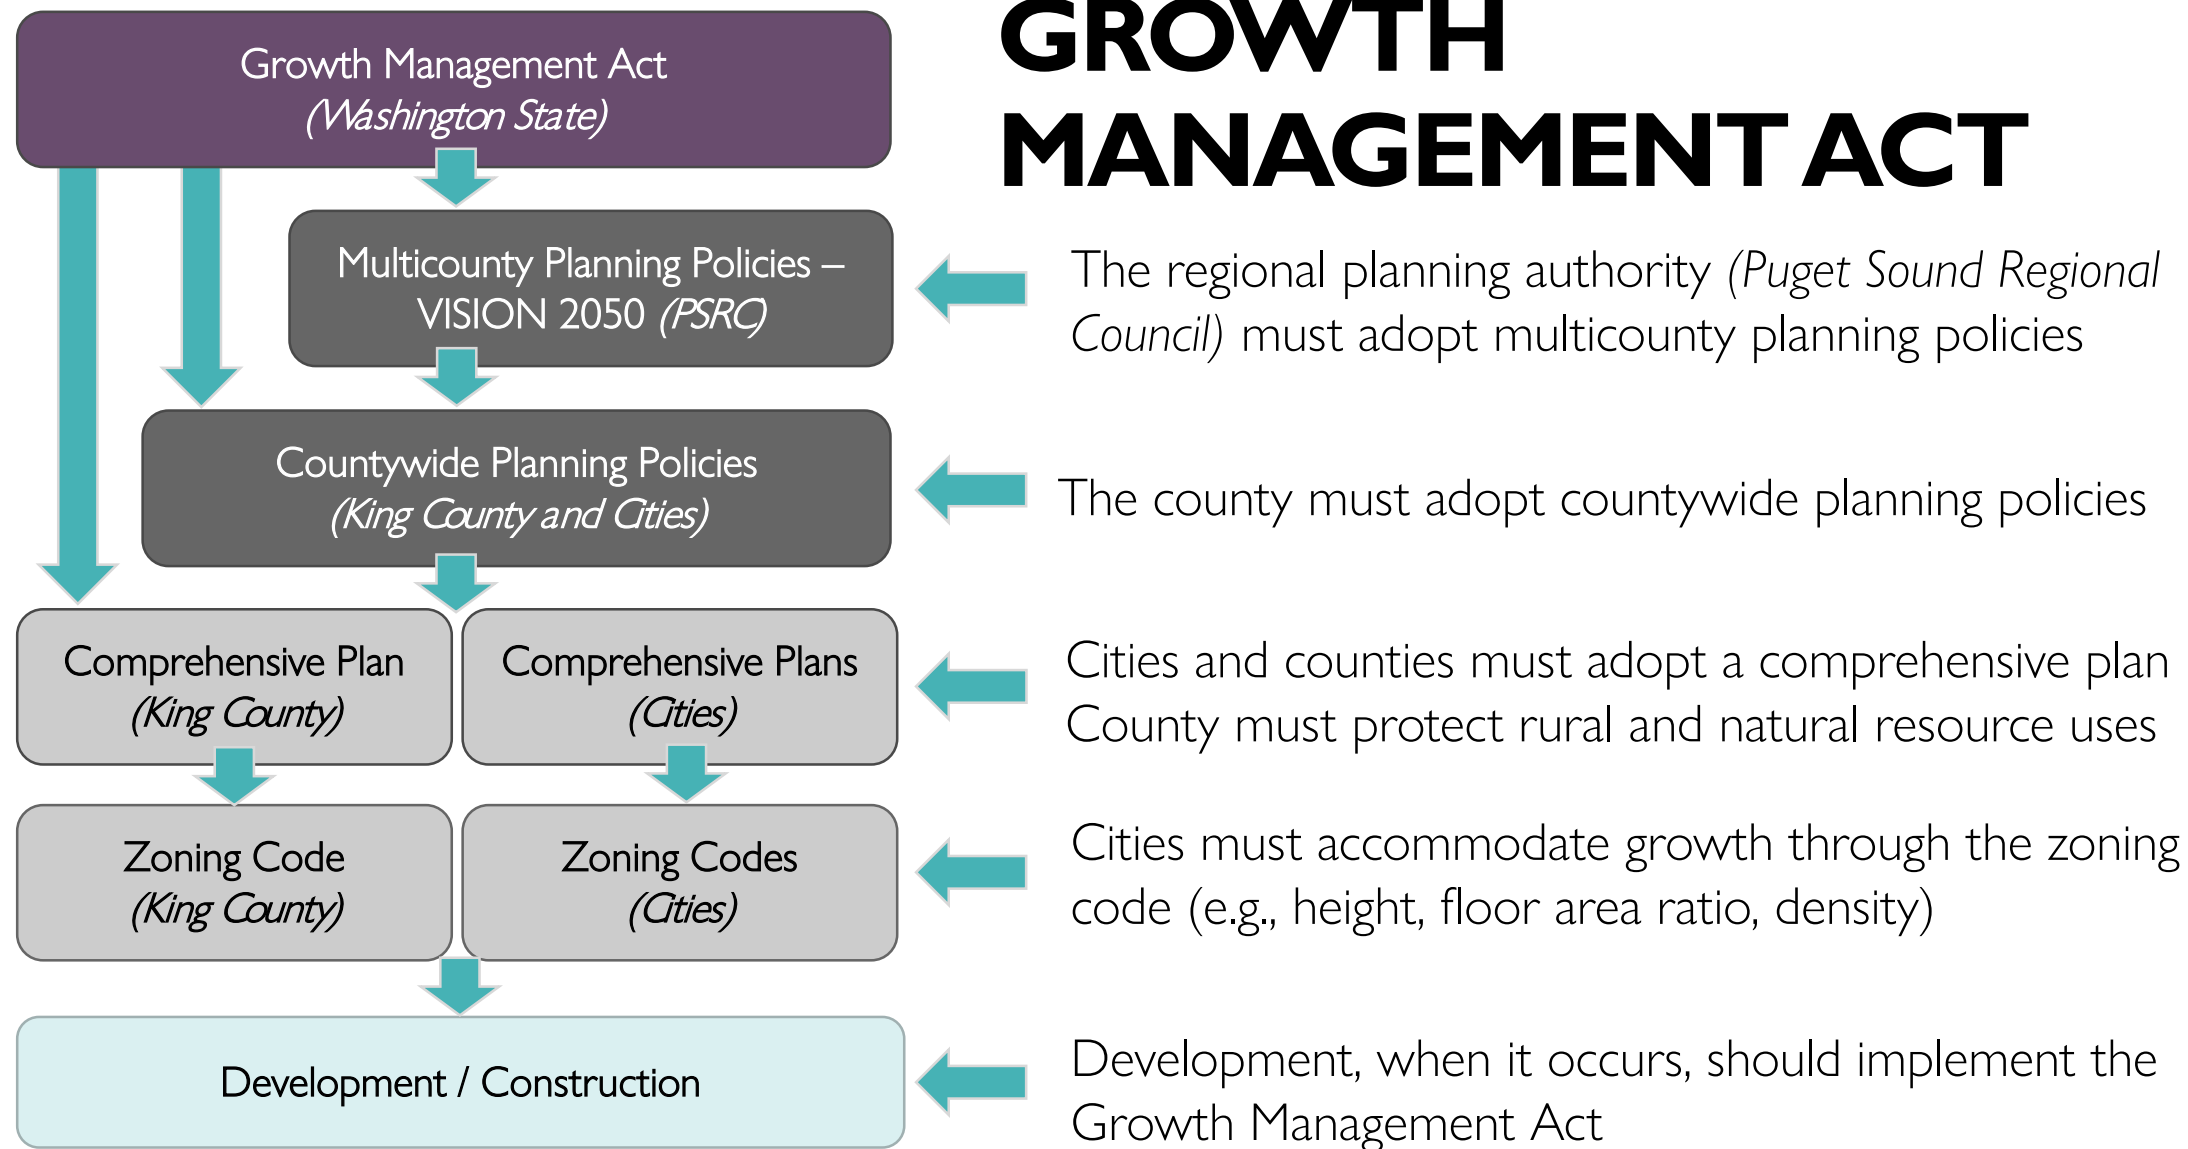 GROWTH
MANAGEMENT ACT
Growth Management Act
(Washington State)
Multicounty Planning Policies –
VISION 2050 (PSRC)
The regional planning authority (Puget Sound Regional
Council) must adopt multicounty planning policies
Countywide Planning Policies
(King County and Cities)
The county must adopt countywide planning policies
Comprehensive Plan
(King County)
Comprehensive Plans
(Cities)
Cities and counties must adopt a comprehensive plan
County must protect rural and natural resource uses
Zoning Code
(King County)
Zoning Codes
(Cities)
Cities must accommodate growth through the zoning
code (e.g., height, floor area ratio, density)
Development / Construction
Development, when it occurs, should implement the
Growth Management Act